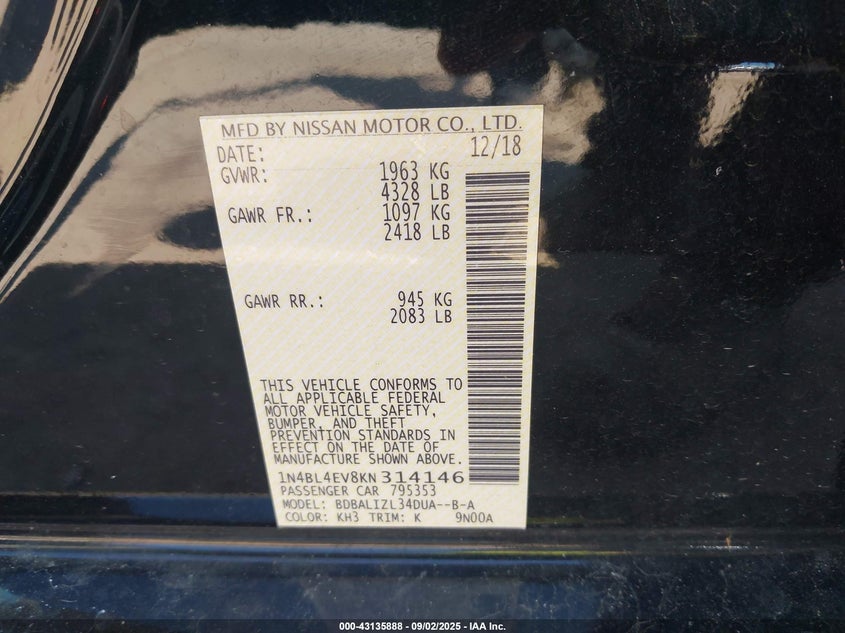 MFD BY NISSAN MOTOR CO., LTD.
DATE: 12/18
GVWR: 1963 KG
4328 LB
GAWR FR.: 1097 KG
2418 LB
GAWR RR.: 945 KG
2083 LB
THIS VEHICLE CONFORMS TO
ALL APPLICABLE FEDERAL
MOTOR VEHICLE SAFETY,
BUMPER, AND THEFT
PREVENTION STANDARDS IN
EFFECT ON THE DATE OF
MANUFACTURE SHOWN ABOVE.
1N4BL4EV8KN314146
PASSENGER CAR 795353
MODEL: BDBALIZL34DUA--B-A
COLOR: KH3 TRIM: K 9N00A
000-43135888 - 09/02/2025 - IAA Inc.